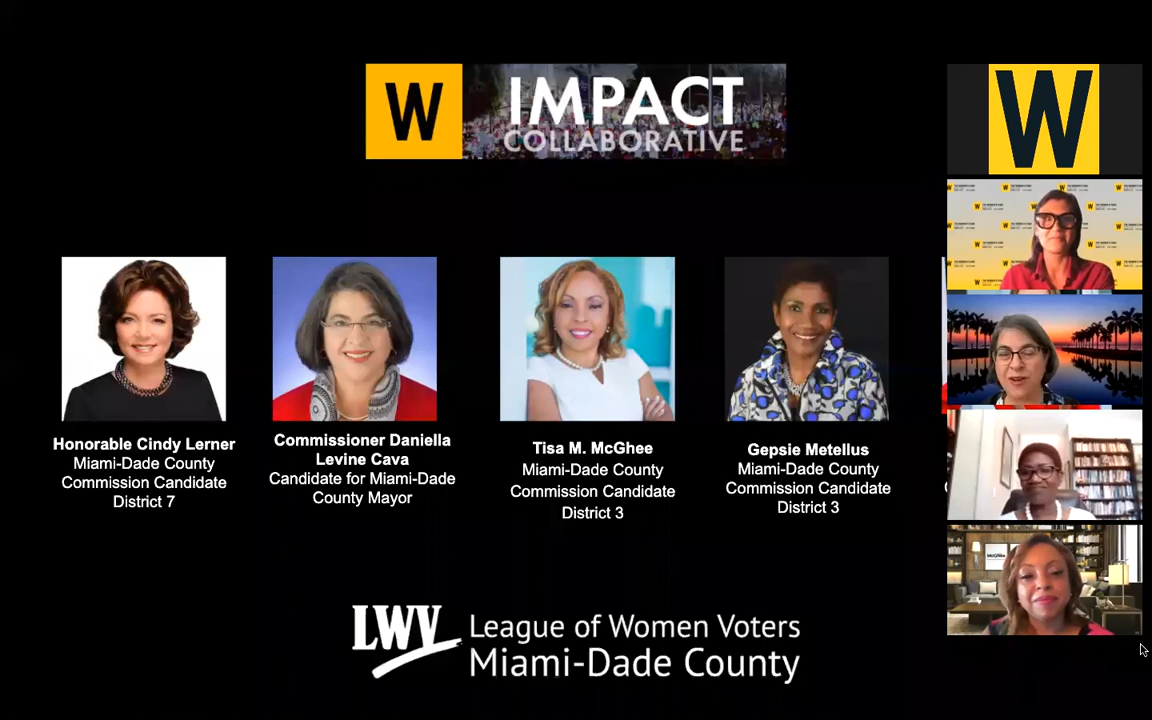 W IMPACT
COLLABORATIVE
W
Honorable Cindy Lerner
Miami-Dade County
Commission Candidate
District 7
Commissioner Daniella
Levine Cava
Candidate for Miami-Dade
County Mayor
Tisa M. McGhee
Miami-Dade County
Commission Candidate
District 3
Gepsie Metellus
Miami-Dade County
Commission Candidate
District 3
McGhee
LWV League of Women Voters
Miami-Dade County